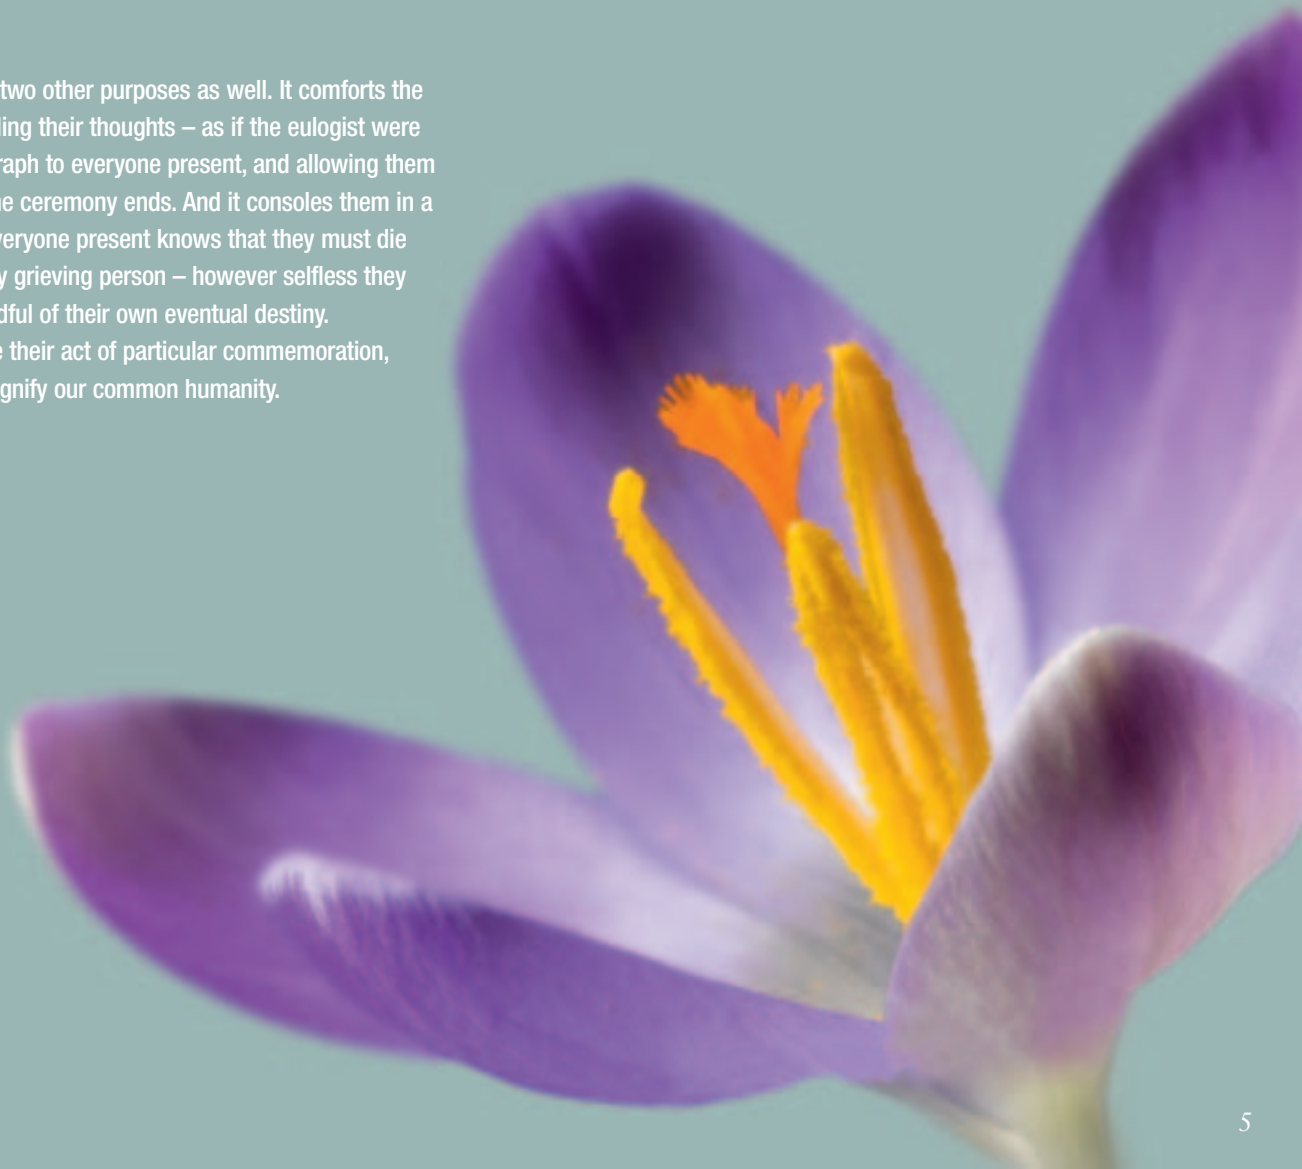 two other purposes as well. It comforts the
ing their thoughts – as if the eulogist were
raph to everyone present, and allowing them
e ceremony ends. And it consoles them in a
veryone present knows that they must die
y grieving person – however selfless they
dful of their own eventual destiny.
e their act of particular commemoration,
gnify our common humanity.
5